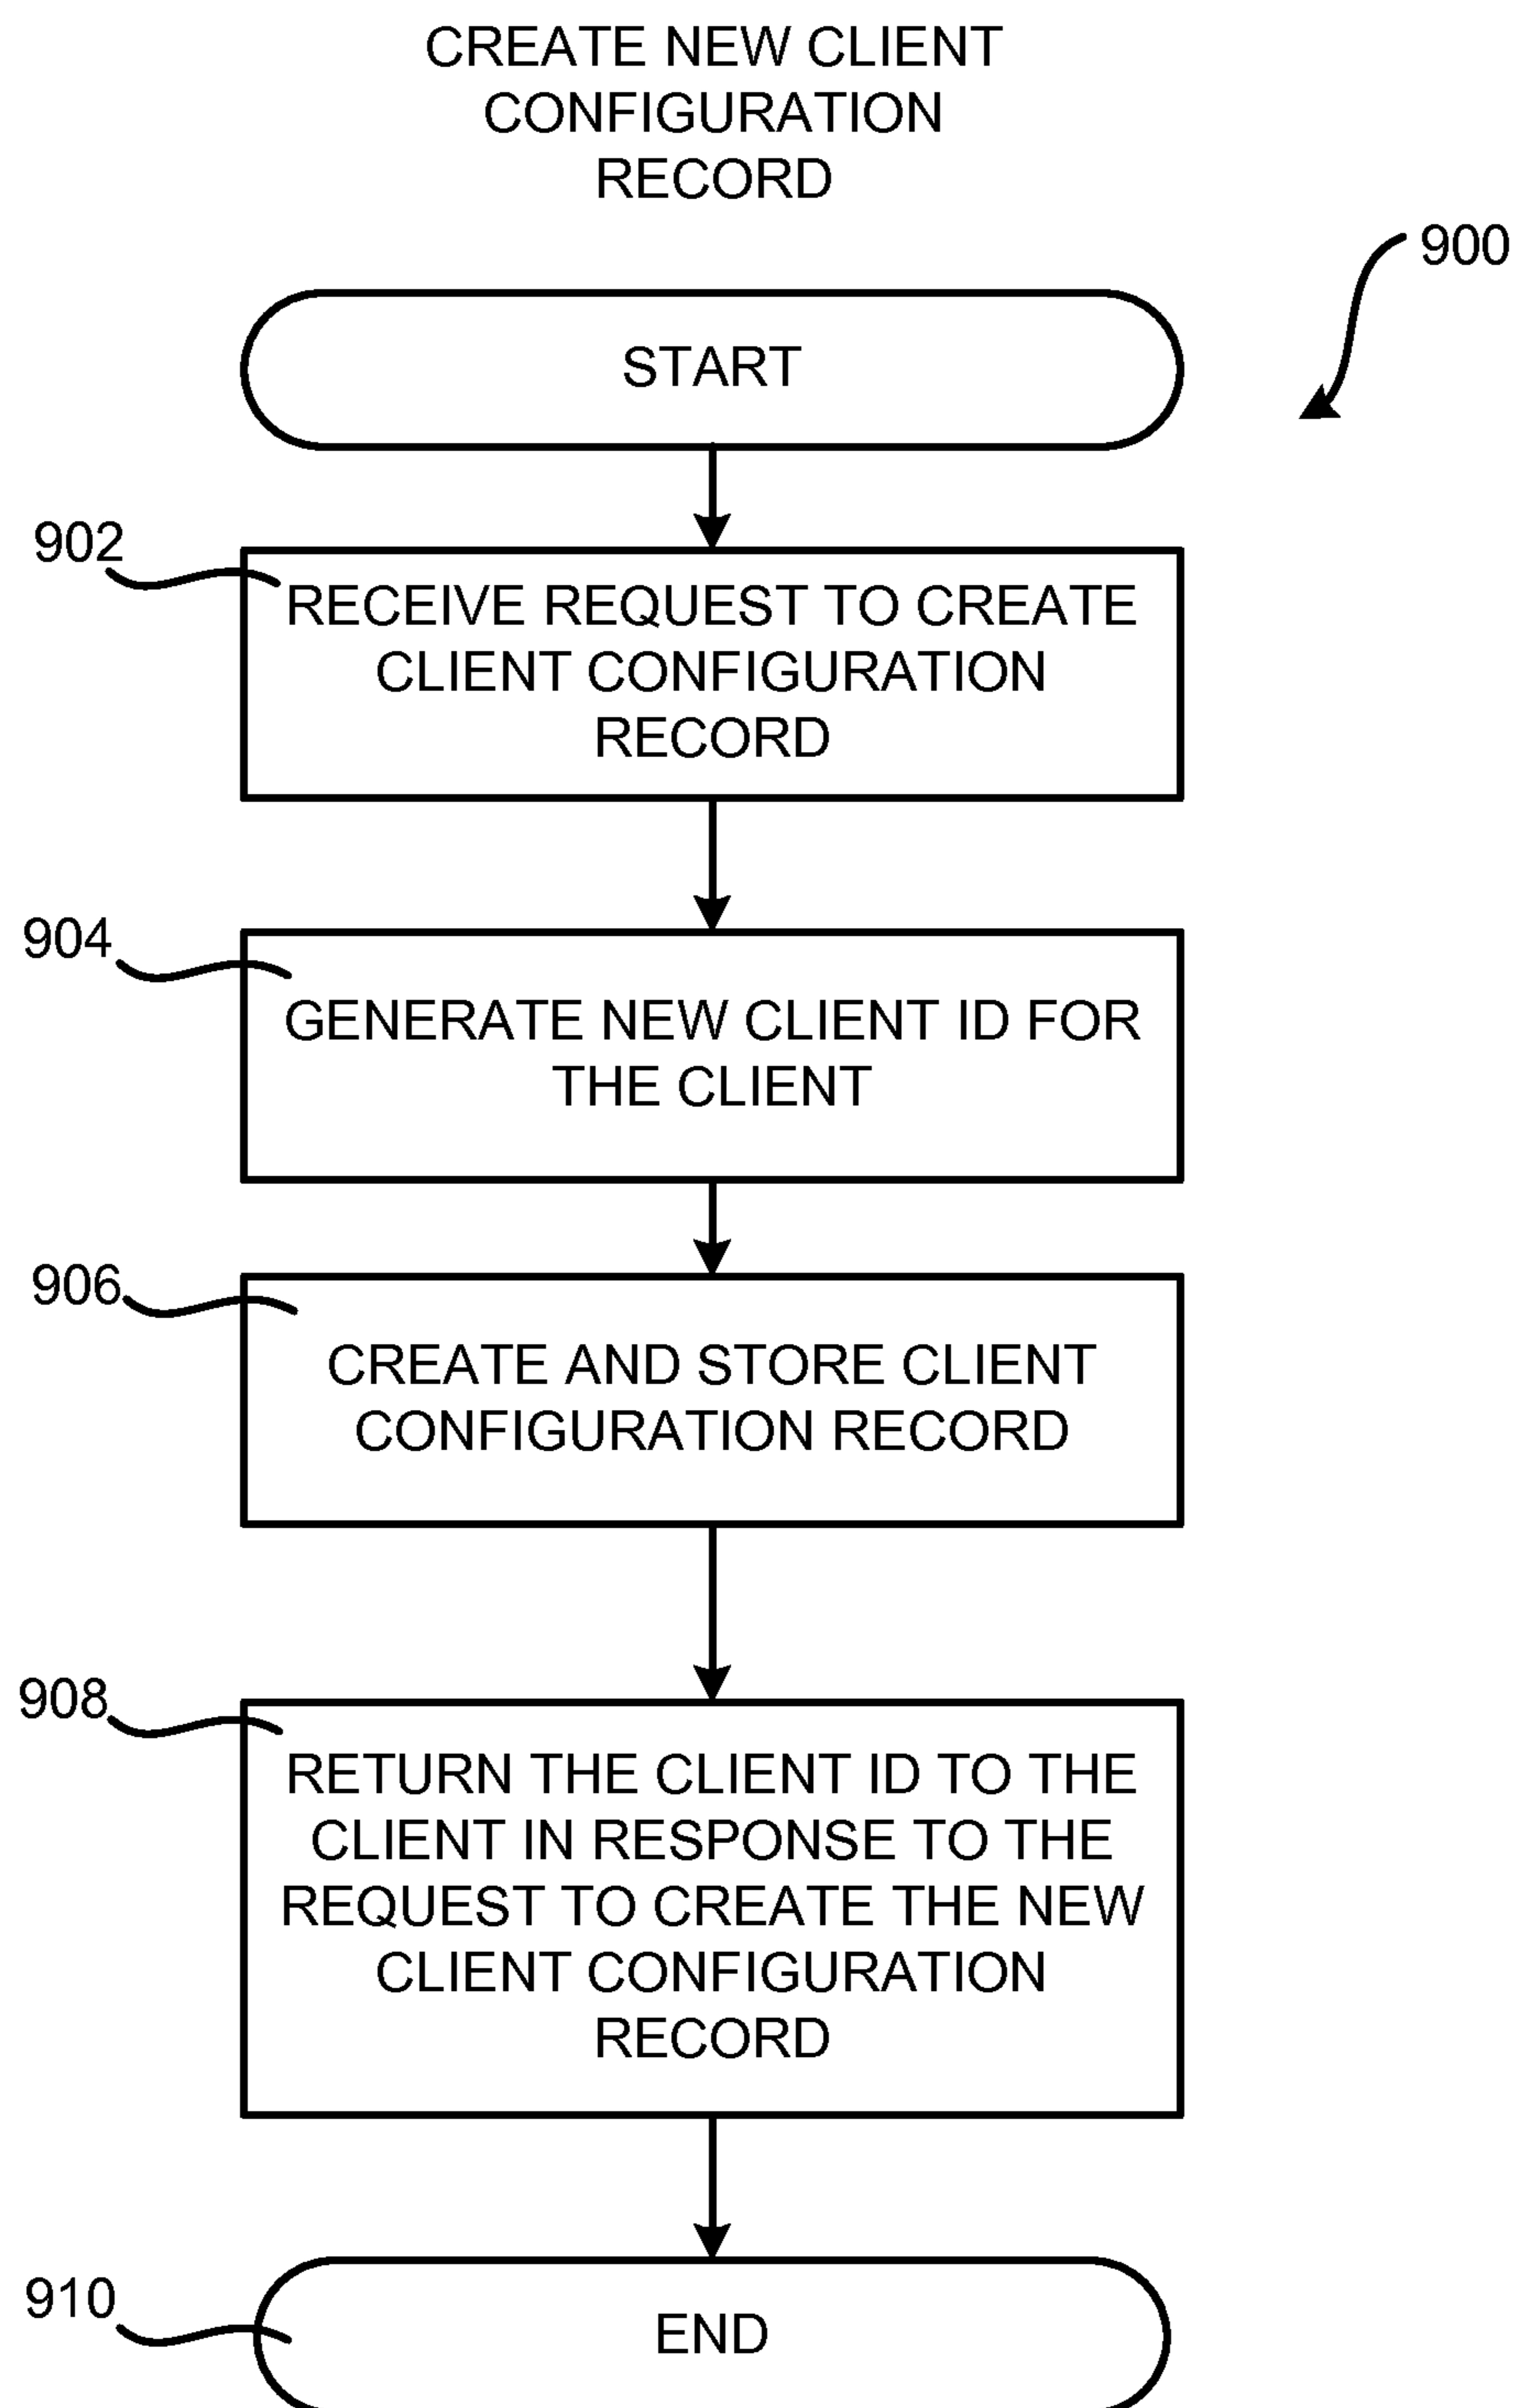 CREATE NEW CLIENT
CONFIGURATION
RECORD
900
START
902
RECEIVE REQUEST TO CREATE
CLIENT CONFIGURATION
RECORD
904
GENERATE NEW CLIENT ID FOR
THE CLIENT
906
CREATE AND STORE CLIENT
CONFIGURATION RECORD
908
RETURN THE CLIENT ID TO THE
CLIENT IN RESPONSE TO THE
REQUEST TO CREATE THE NEW
CLIENT CONFIGURATION
RECORD
910
END